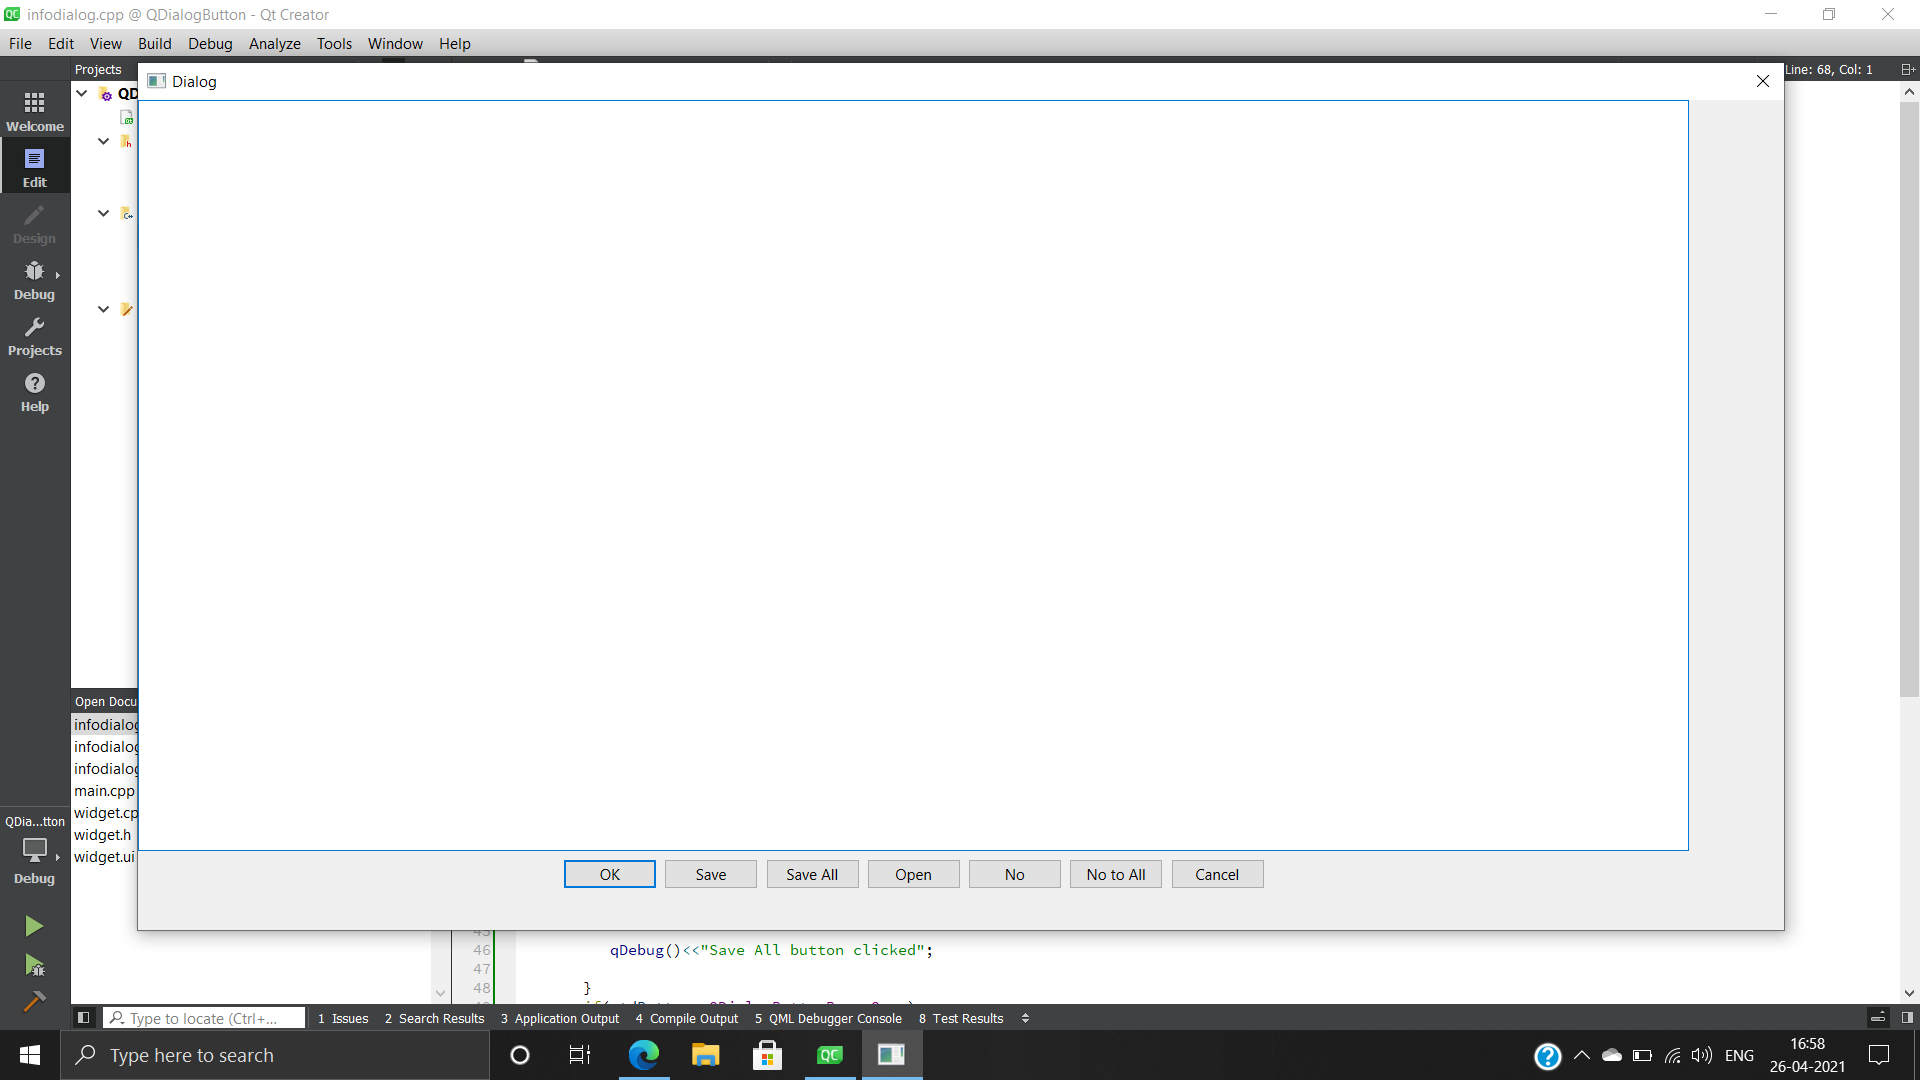 infodialog.cpp @ QDialogButton - Qt Creator
File Edit View Build Debug Analyze Tools Window Help
Projects
Line: 68, Col: 1
Dialog
QD
Welcome
Edit
Design
Debug
Projects
Help
Open Docu
infodialog
infodialog
infodialog
main.cpp
widget.cp
widget.h
widget.ui
QDia...tton
Debug
OK Save Save All Open No No to All Cancel
45
46 qDebug()<<"Save All button clicked";
47
48 }
Type to locate (Ctrl+...
1 Issues 2 Search Results 3 Application Output 4 Compile Output 5 QML Debugger Console 8 Test Results
Type here to search
QC
ENG
16:58
26-04-2021